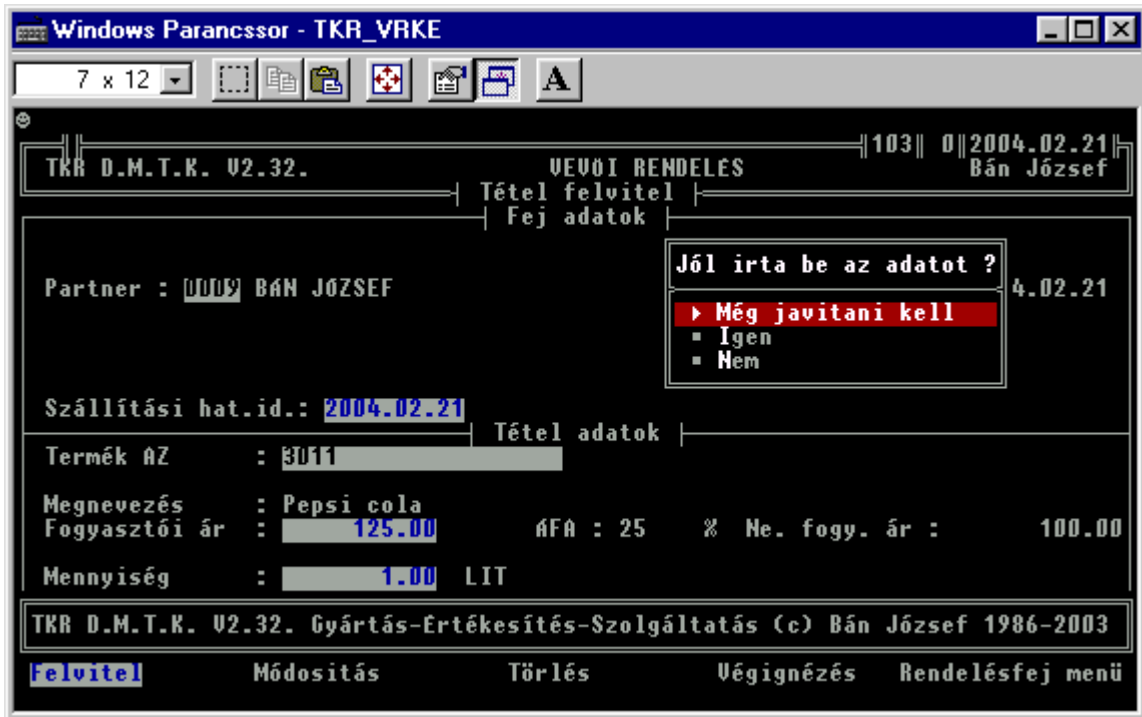 Windows Parancssor - TKR_VRKE
7 x 12 A
103 0 2004.02.21
TKR D.M.T.K. V2.32. VEVŐI RENDELÉS Bán József
Tétel felvitel
Fej adatok
Jól irta be az adatot ?
Partner : 0009 BÁN JÓZSEF 4.02.21
Még javitani kell
Igen
Nem
Szállítási hat.id.: 2004.02.21
Tétel adatok
Termék AZ : 3011
Megnevezés : Pepsi cola
Fogyasztói ár : 125.00 ÁFA : 25 % Ne. fogy. ár : 100.00
Mennyiség : 1.00 LIT
TKR D.M.T.K. V2.32. Gyártás-Értékesítés-Szolgáltatás (c) Bán József 1986-2003
Felvitel Módositás Törlés Végignézés Rendelésfej menü